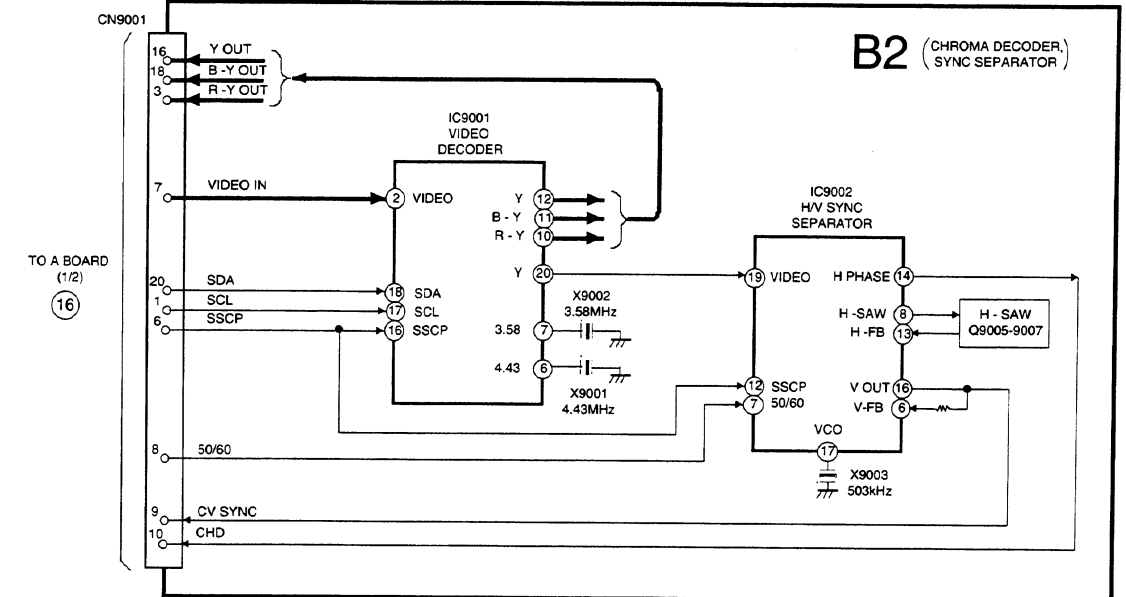 CN9001
B2 (CHROMA DECODER,
SYNC SEPARATOR)
16 Y OUT
18 B-Y OUT
3 R-Y OUT
IC9001
VIDEO
DECODER
7 VIDEO IN
2 VIDEO
Y 12
B-Y 11
R-Y 10
Y 20
IC9002
H/V SYNC
SEPARATOR
TO A BOARD
(1/2)
16
20 SDA
1 SCL
6 SSCP
18 SDA
17 SCL
16 SSCP
X9002
3.58MHz
3.58 7
4.43 6
X9001
4.43MHz
19 VIDEO
H PHASE 14
H-SAW 8
H-FB 13
H-SAW
Q9005-9007
12 SSCP
7 50/60
V OUT 16
V-FB 6
VCO
17
X9003
503kHz
8 50/60
9 CV SYNC
10 CHD